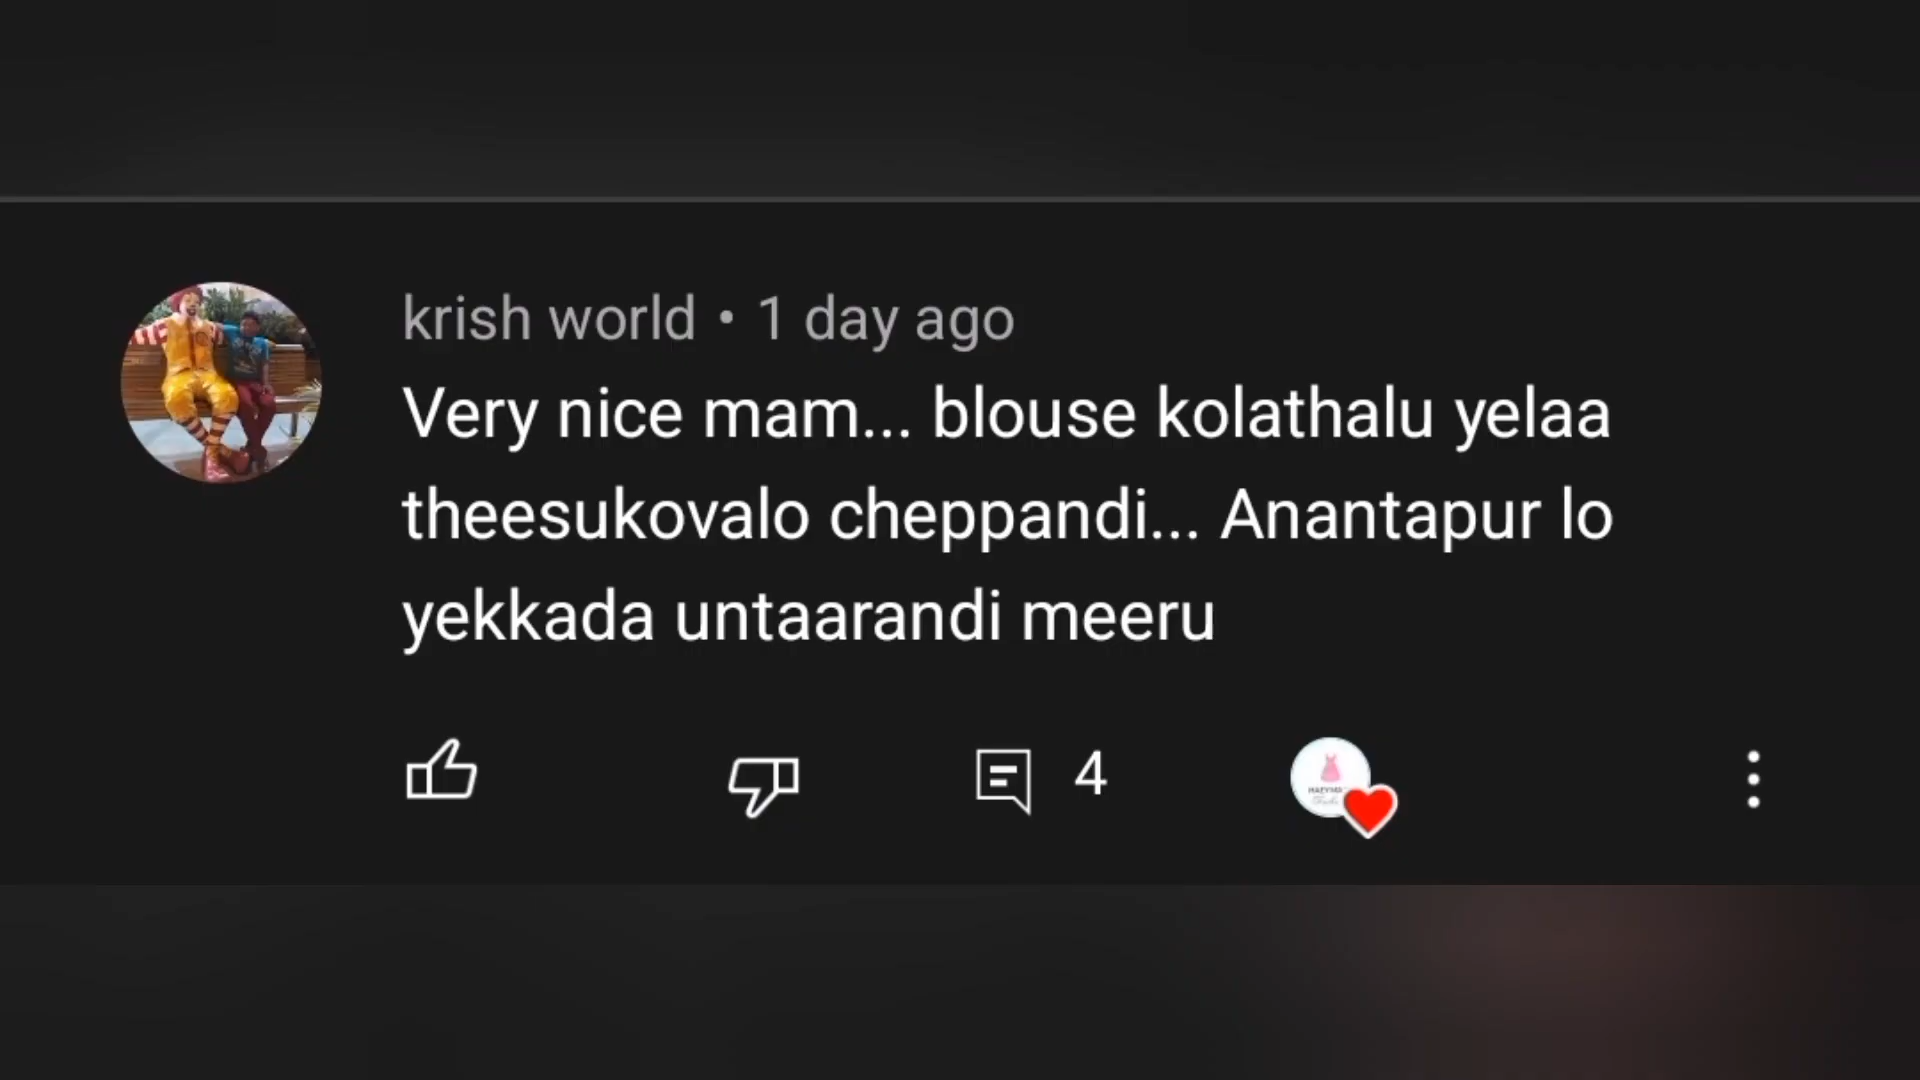 krish world • 1 day ago
Very nice mam... blouse kolathalu yelaa
theesukovalo cheppandi... Anantapur lo
yekkada untaarandi meeru
4